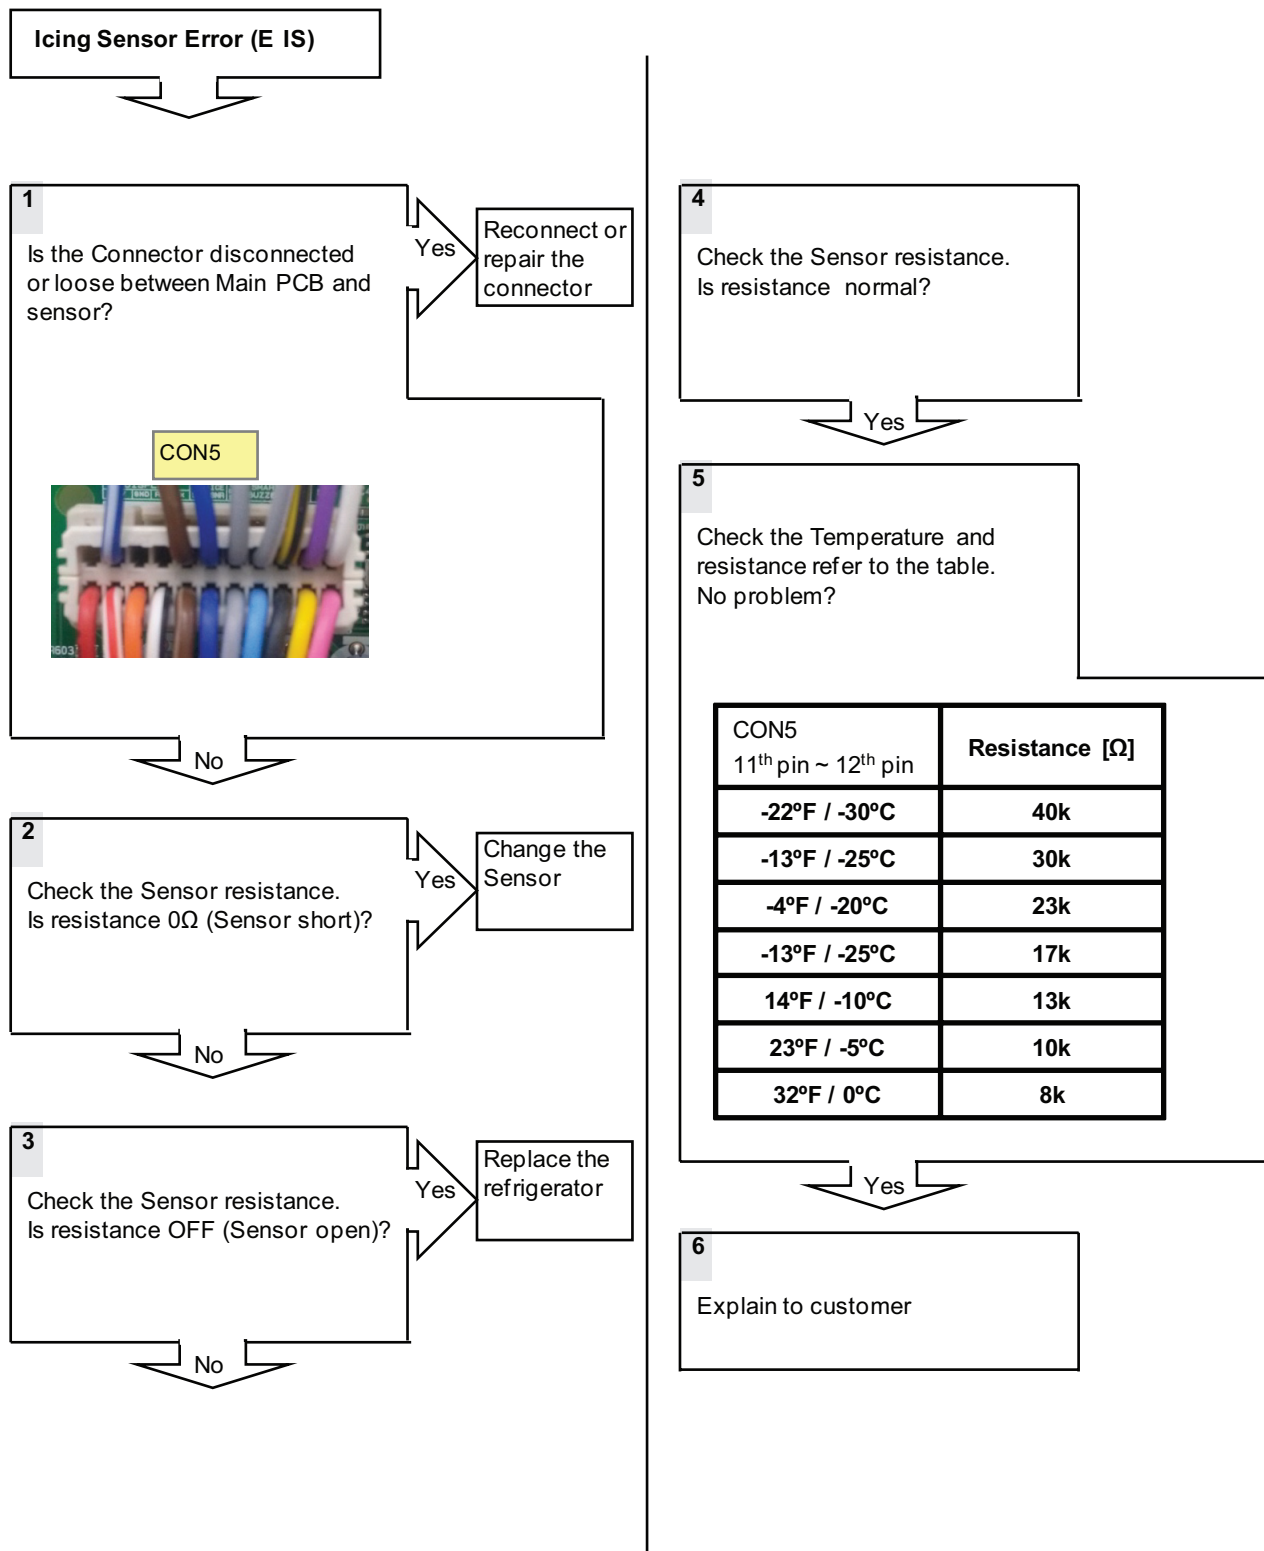 Icing Sensor Error (E IS)
1
Is the Connector disconnected
or loose between Main PCB and
sensor?
Yes
Reconnect or
repair the
connector
CON5
No
2
Check the Sensor resistance.
Is resistance 0Ω (Sensor short)?
Yes
Change the
Sensor
No
3
Check the Sensor resistance.
Is resistance OFF (Sensor open)?
Yes
Replace the
refrigerator
No
4
Check the Sensor resistance.
Is resistance normal?
Yes
5
Check the Temperature and
resistance refer to the table.
No problem?
CON5
11th pin ~ 12th pin
Resistance [Ω]
-22ºF / -30ºC 40k
-13ºF / -25ºC 30k
-4ºF / -20ºC 23k
-13ºF / -25ºC 17k
14ºF / -10ºC 13k
23ºF / -5ºC 10k
32ºF / 0ºC 8k
Yes
6
Explain to customer